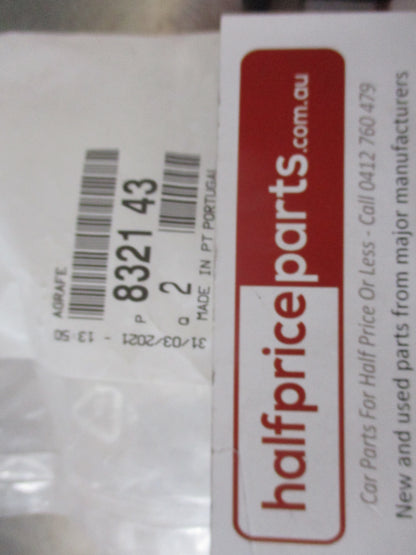 AGRAFE
P 8321 43
Q 2
MADE IN PT PORTUGAL
31/03/2021 - 13:50
halfpriceparts.com.au
Car Parts For Half Price Or Less - Call 0412 760 479
New and used parts from major manufacturers